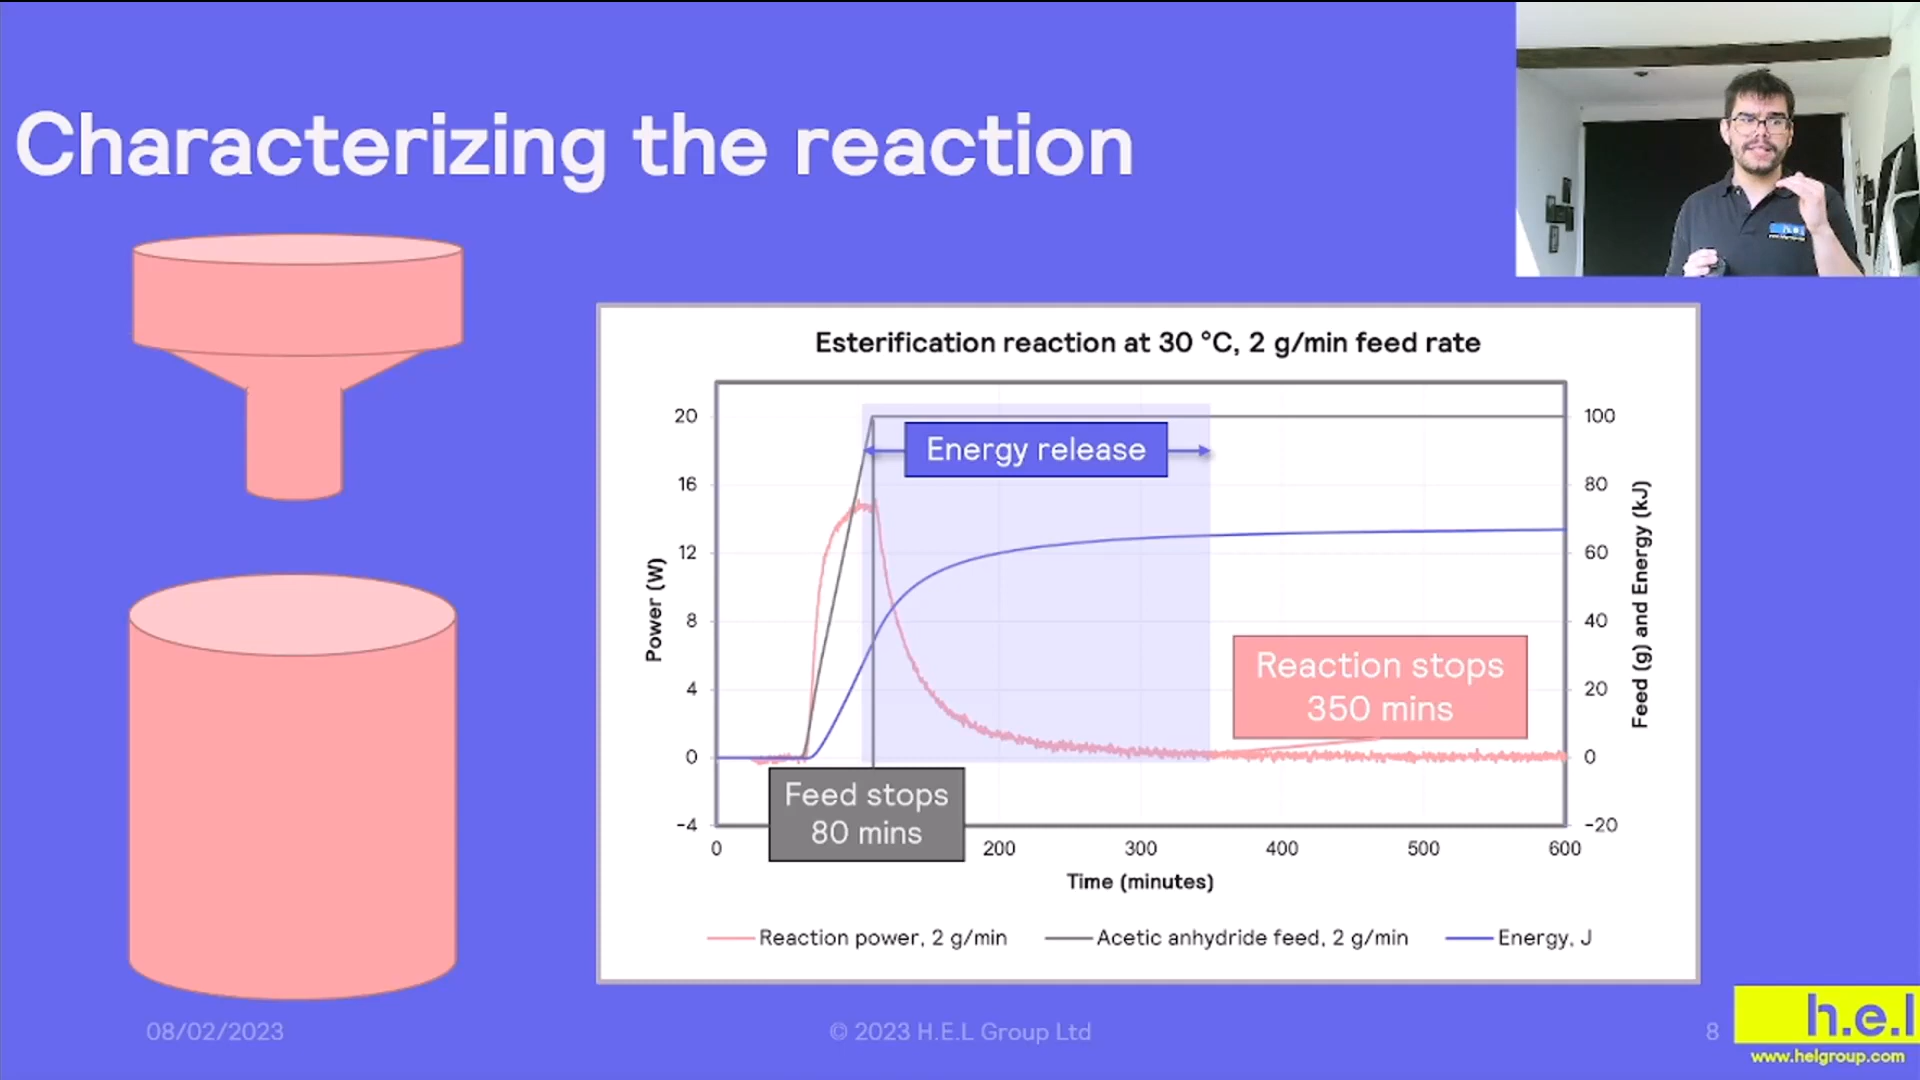 Characterizing the reaction
h.e.l
Esterification reaction at 30 °C, 2 g/min feed rate
20
16
12
8
4
0
-4
Power (W)
100
80
60
40
20
0
-20
Feed (g) and Energy (kJ)
Energy release
Reaction stops
350 mins
Feed stops
80 mins
0
200
300
400
500
600
Time (minutes)
Reaction power, 2 g/min
Acetic anhydride feed, 2 g/min
Energy, J
08/02/2023
© 2023 H.E.L Group Ltd
8
h.e.l
www.helgroup.com